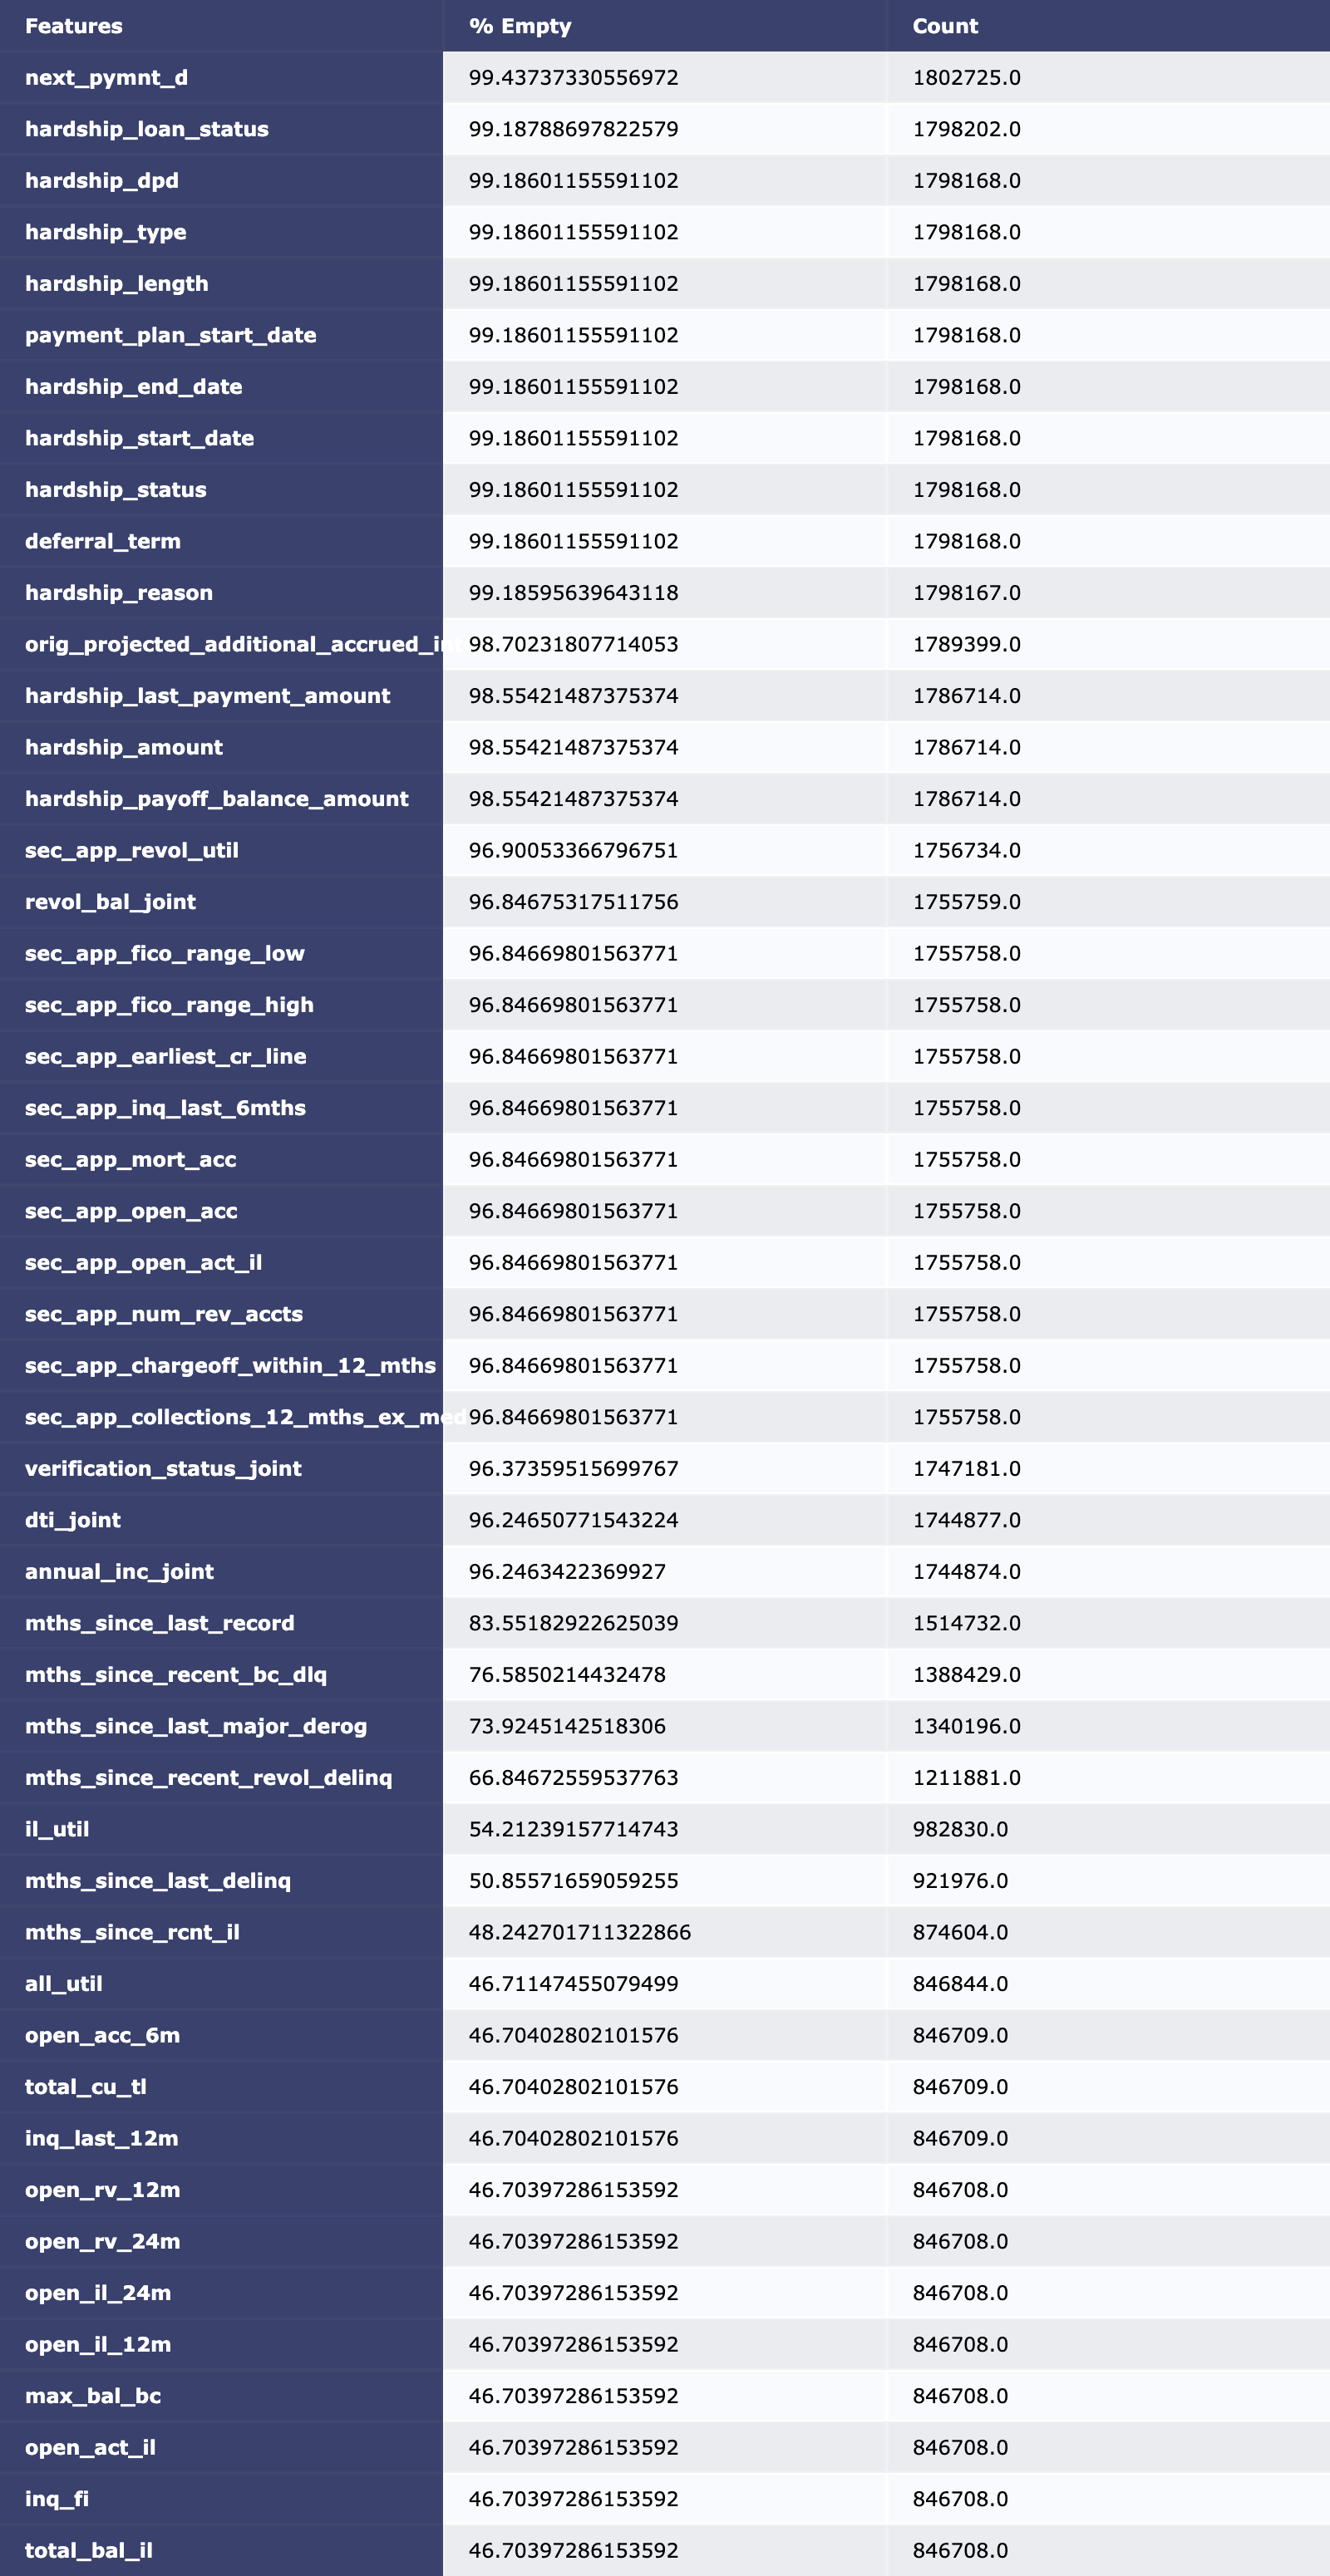 Features % Empty Count
next_pymnt_d 99.43737330556972 1802725.0
hardship_loan_status 99.18788697822579 1798202.0
hardship_dpd 99.18601155591102 1798168.0
hardship_type 99.18601155591102 1798168.0
hardship_length 99.18601155591102 1798168.0
payment_plan_start_date 99.18601155591102 1798168.0
hardship_end_date 99.18601155591102 1798168.0
hardship_start_date 99.18601155591102 1798168.0
hardship_status 99.18601155591102 1798168.0
deferral_term 99.18601155591102 1798168.0
hardship_reason 99.18595639643118 1798167.0
orig_projected_additional_accrued_in 98.70231807714053 1789399.0
hardship_last_payment_amount 98.55421487375374 1786714.0
hardship_amount 98.55421487375374 1786714.0
hardship_payoff_balance_amount 98.55421487375374 1786714.0
sec_app_revol_util 96.90053366796751 1756734.0
revol_bal_joint 96.84675317511756 1755759.0
sec_app_fico_range_low 96.84669801563771 1755758.0
sec_app_fico_range_high 96.84669801563771 1755758.0
sec_app_earliest_cr_line 96.84669801563771 1755758.0
sec_app_inq_last_6mths 96.84669801563771 1755758.0
sec_app_mort_acc 96.84669801563771 1755758.0
sec_app_open_acc 96.84669801563771 1755758.0
sec_app_open_act_il 96.84669801563771 1755758.0
sec_app_num_rev_accts 96.84669801563771 1755758.0
sec_app_chargeoff_within_12_mths 96.84669801563771 1755758.0
sec_app_collections_12_mths_ex_med 96.84669801563771 1755758.0
verification_status_joint 96.37359515699767 1747181.0
dti_joint 96.24650771543224 1744877.0
annual_inc_joint 96.2463422369927 1744874.0
mths_since_last_record 83.55182922625039 1514732.0
mths_since_recent_bc_dlq 76.5850214432478 1388429.0
mths_since_last_major_derog 73.9245142518306 1340196.0
mths_since_recent_revol_delinq 66.84672559537763 1211881.0
il_util 54.21239157714743 982830.0
mths_since_last_delinq 50.85571659059255 921976.0
mths_since_rcnt_il 48.242701711322866 874604.0
all_util 46.71147455079499 846844.0
open_acc_6m 46.70402802101576 846709.0
total_cu_tl 46.70402802101576 846709.0
inq_last_12m 46.70402802101576 846709.0
open_rv_12m 46.70397286153592 846708.0
open_rv_24m 46.70397286153592 846708.0
open_il_24m 46.70397286153592 846708.0
open_il_12m 46.70397286153592 846708.0
max_bal_bc 46.70397286153592 846708.0
open_act_il 46.70397286153592 846708.0
inq_fi 46.70397286153592 846708.0
total_bal_il 46.70397286153592 846708.0